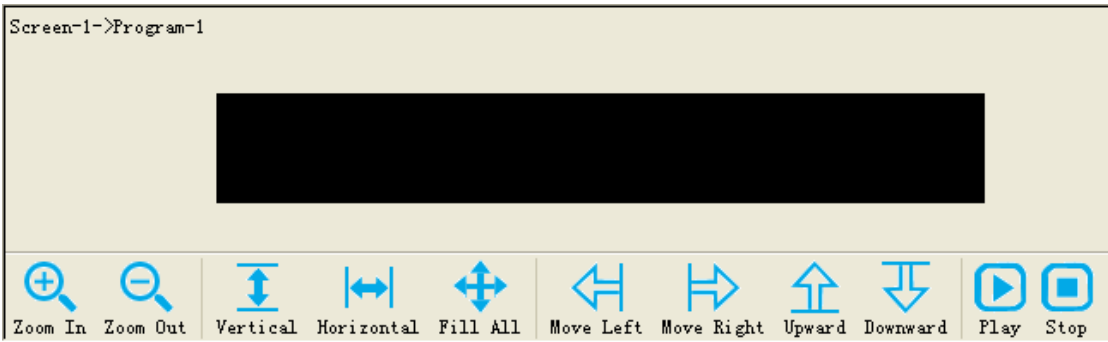 Screen-1->Program-1
Zoom In Zoom Out Vertical Horizontal Fill All Move Left Move Right Upward Downward Play Stop